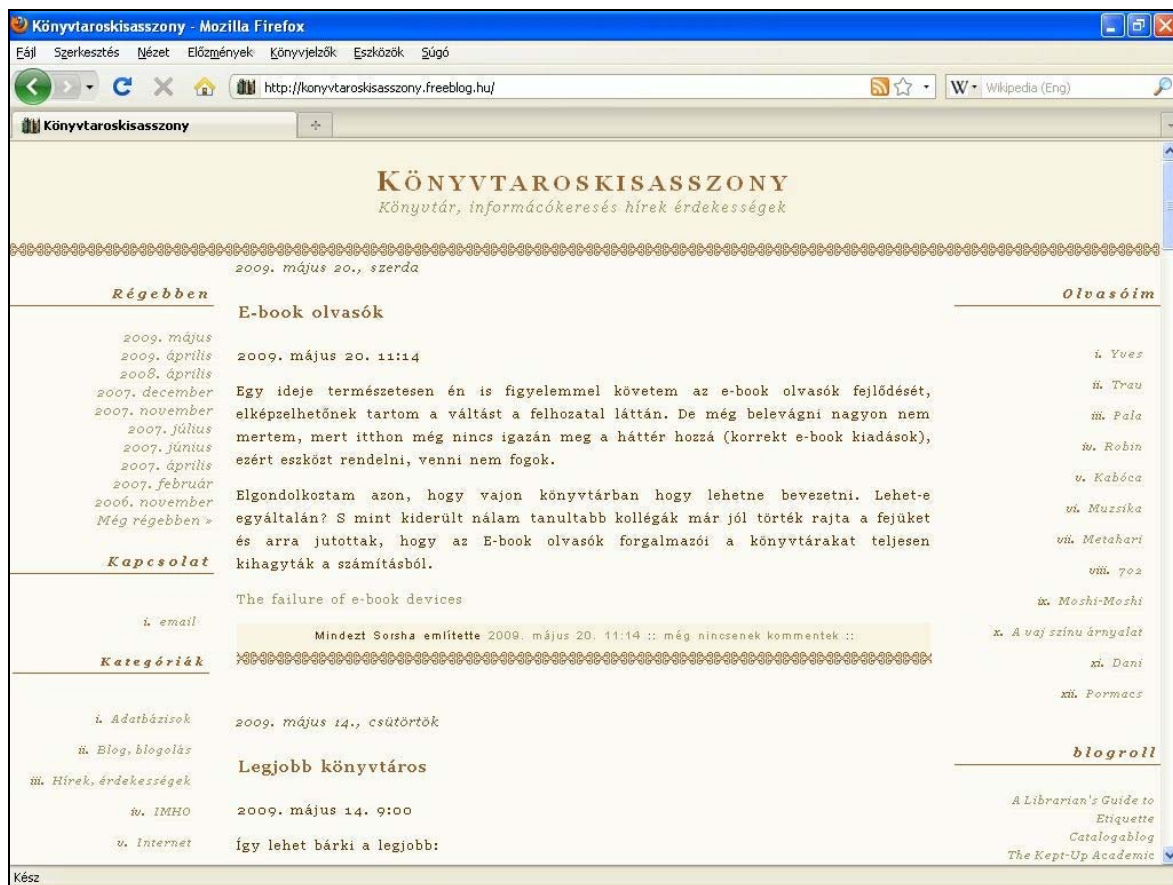 Könyvtaroskisasszony - Mozilla Firefox
Fájl Szerkesztés Nézet Előzmények Könyvjelzők Eszközök Súgó
http://konyvtaroskisasszony.freeblog.hu/
W Wikipedia (Eng)
Könyvtaroskisasszony
KÖNYVTAROSKISASSZONY
Könyvtár, informácókeresés hírek érdekességek
Régebben
2009. május
2009. április
2008. április
2007. december
2007. november
2007. július
2007. június
2007. április
2007. február
2006. november
Még régebben »
Kapcsolat
i. email
Kategóriák
i. Adatbázisok
ii. Blog, blogolás
iii. Hírek, érdekességek
iv. IMHO
v. Internet
2009. május 20., szerda
E-book olvasók
2009. május 20. 11:14
Egy ideje természetesen én is figyelemmel követem az e-book olvasók fejlődését,
elképzelhetőnek tartom a váltást a felhozatal láttán. De még belevágni nagyon nem
mertem, mert itthon még nincs igazán meg a háttér hozzá (korrekt e-book kiadások),
ezért eszközt rendelni, venni nem fogok.
Elgondolkoztam azon, hogy vajon könyvtárban hogy lehetne bevezetni. Lehet-e
egyáltalán? S mint kiderült nálam tanultabb kollégák már jól törték rajta a fejüket
és arra jutottak, hogy az E-book olvasók forgalmazói a könyvtárakat teljesen
kihagyták a számításból.
The failure of e-book devices
Mindezt Sorsha említette 2009. május 20. 11:14 :: még nincsenek kommentek ::
2009. május 14., csütörtök
Legjobb könyvtáros
2009. május 14. 9:00
Így lehet bárki a legjobb:
Olvasóim
i. Yves
ii. Trau
iii. Pala
iv. Robin
v. Kabóca
vi. Muzsika
vii. Metahari
viii. 702
ix. Moshi-Moshi
x. A vaj színu árnyalat
xi. Dani
xii. Pormacs
blogroll
A Librarian's Guide to
Etiquette
Catalogablog
The Kept-Up Academic
Kész